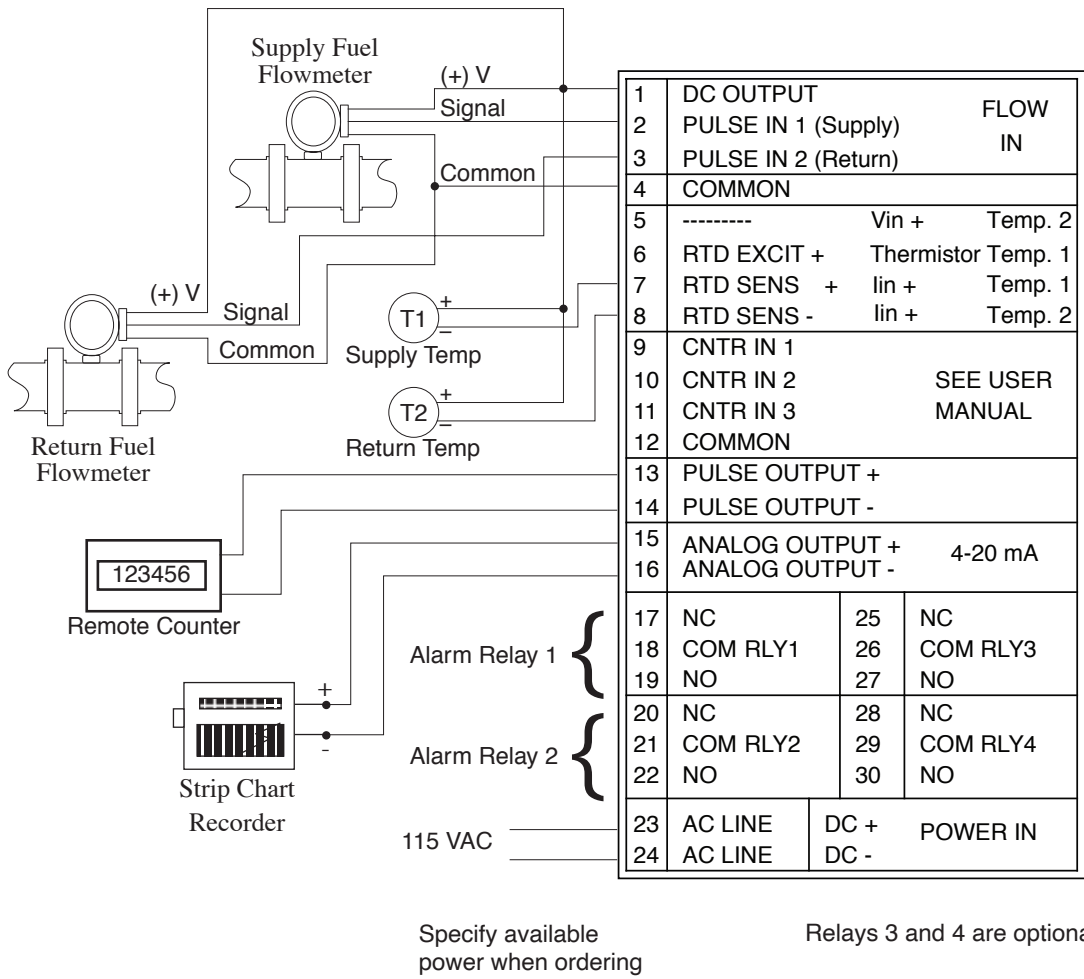 Supply Fuel
Flowmeter
(+) V
Signal
Common
(+) V
Signal
Common
Return Fuel
Flowmeter
T1
+
–
Supply Temp
T2
+
–
Return Temp
123456
Remote Counter
+
-
Strip Chart
Recorder
Alarm Relay 1 {
Alarm Relay 2 {
115 VAC
1 DC OUTPUT
2 PULSE IN 1 (Supply)
3 PULSE IN 2 (Return)
FLOW
IN
4 COMMON
5 --------- Vin + Temp. 2
6 RTD EXCIT + Thermistor Temp. 1
7 RTD SENS + Iin + Temp. 1
8 RTD SENS - Iin + Temp. 2
9 CNTR IN 1
10 CNTR IN 2 SEE USER
11 CNTR IN 3 MANUAL
12 COMMON
13 PULSE OUTPUT +
14 PULSE OUTPUT -
15 ANALOG OUTPUT +
16 ANALOG OUTPUT -
4-20 mA
17 NC 25 NC
18 COM RLY1 26 COM RLY3
19 NO 27 NO
20 NC 28 NC
21 COM RLY2 29 COM RLY4
22 NO 30 NO
23 AC LINE DC +
24 AC LINE DC -
POWER IN
Specify available
power when ordering
Relays 3 and 4 are optiona